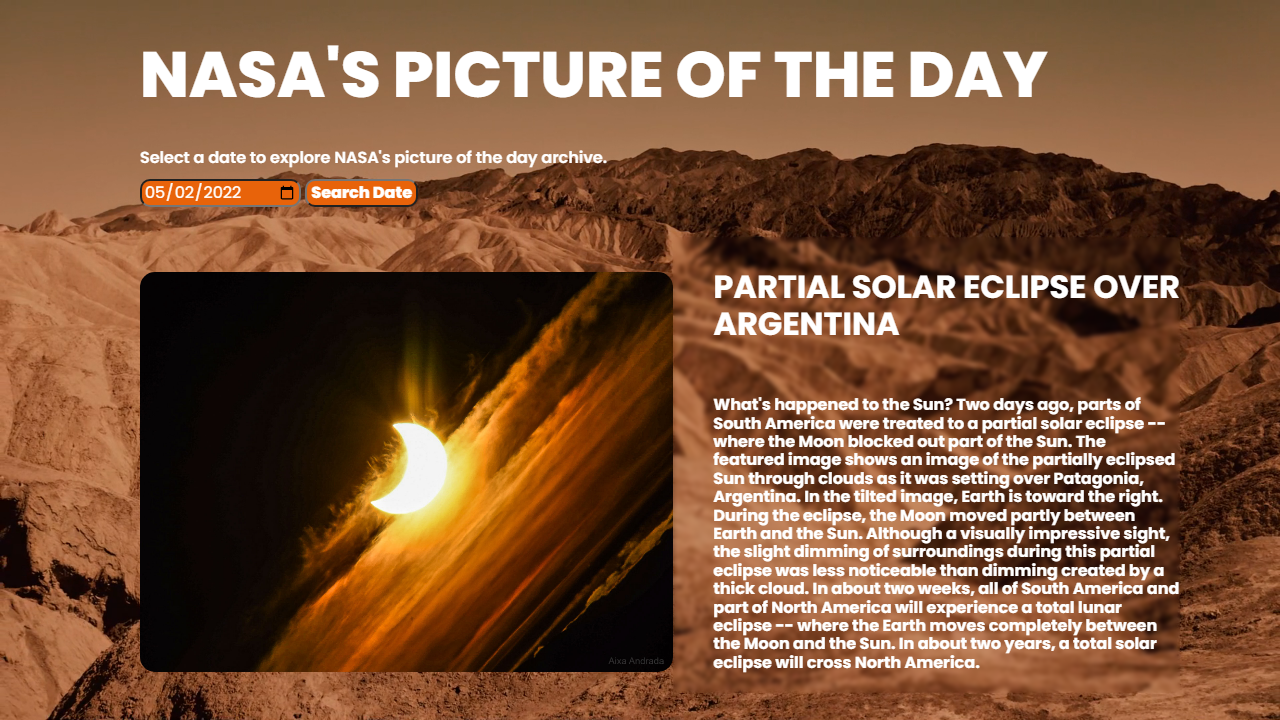 NASA'S PICTURE OF THE DAY
Select a date to explore NASA's picture of the day archive.
05/02/2022
Search Date
PARTIAL SOLAR ECLIPSE OVER
ARGENTINA
What's happened to the Sun? Two days ago, parts of
South America were treated to a partial solar eclipse --
where the Moon blocked out part of the Sun. The
featured image shows an image of the partially eclipsed
Sun through clouds as it was setting over Patagonia,
Argentina. In the tilted image, Earth is toward the right.
During the eclipse, the Moon moved partly between
Earth and the Sun. Although a visually impressive sight,
the slight dimming of surroundings during this partial
eclipse was less noticeable than dimming created by a
thick cloud. In about two weeks, all of South America and
part of North America will experience a total lunar
eclipse -- where the Earth moves completely between
the Moon and the Sun. In about two years, a total solar
eclipse will cross North America.
Aixa Andrada